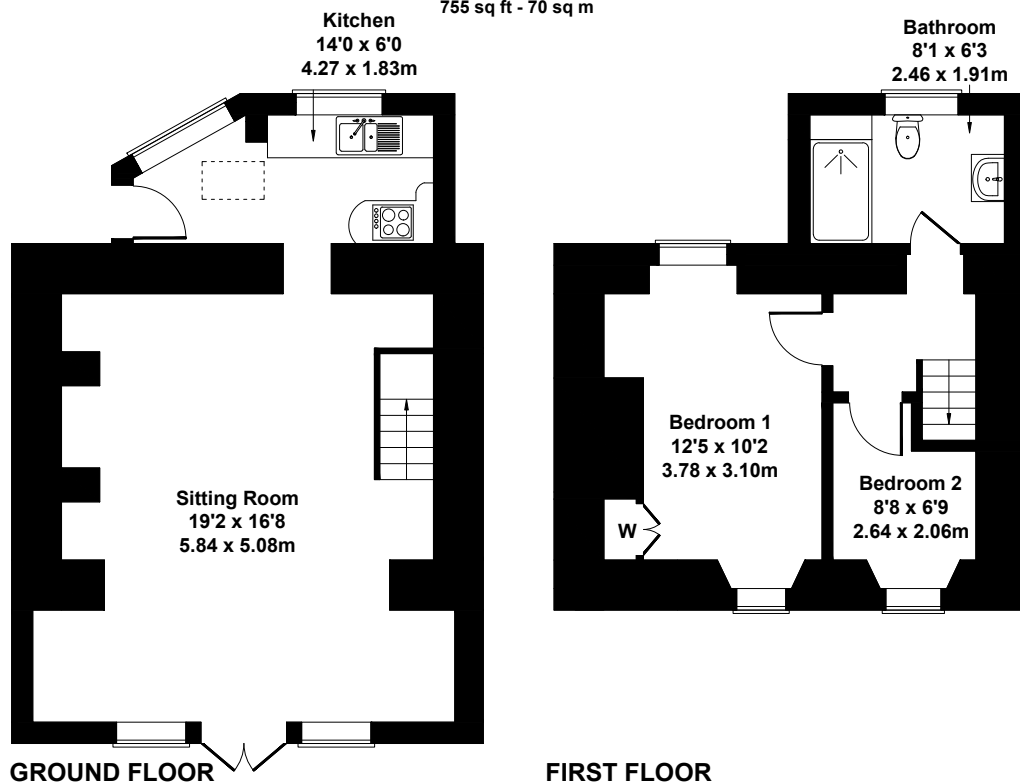 755 sq ft - 70 sq m
Kitchen
14'0 x 6'0
4.27 x 1.83m
Bathroom
8'1 x 6'3
2.46 x 1.91m
Sitting Room
19'2 x 16'8
5.84 x 5.08m
Bedroom 1
12'5 x 10'2
3.78 x 3.10m
W
Bedroom 2
8'8 x 6'9
2.64 x 2.06m
GROUND FLOOR
FIRST FLOOR